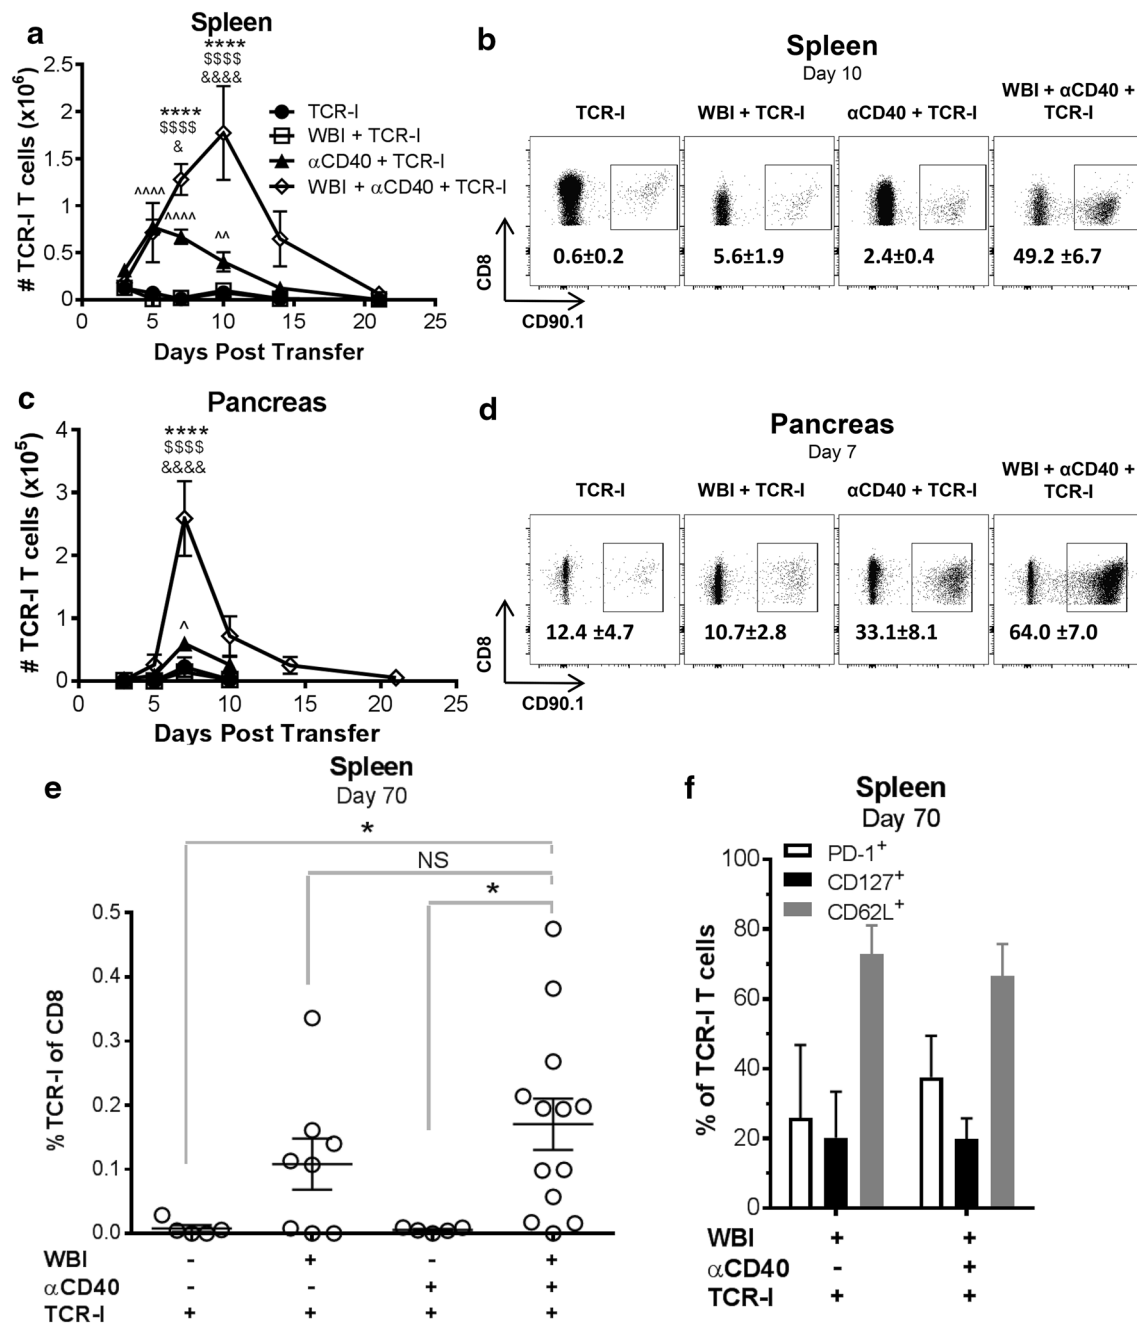 a
Spleen
****
$$$$
&&&&
****
$$$$
&
^^^^
^^^^
^^
TCR-I
WBI + TCR-I
αCD40 + TCR-I
WBI + αCD40 + TCR-I
# TCR-I T cells (x10⁶)
2.5
2
1.5
1
0.5
0
0 5 10 15 20 25
Days Post Transfer
b
Spleen
Day 10
TCR-I
WBI + TCR-I
αCD40 + TCR-I
WBI + αCD40 +
TCR-I
0.6±0.2
5.6±1.9
2.4±0.4
49.2 ±6.7
CD8
CD90.1
c
Pancreas
****
$$$$
&&&&
^
# TCR-I T cells (x10⁵)
4
3
2
1
0
0 5 10 15 20 25
Days Post Transfer
d
Pancreas
Day 7
TCR-I
WBI + TCR-I
αCD40 + TCR-I
WBI + αCD40 +
TCR-I
12.4 ±4.7
10.7±2.8
33.1±8.1
64.0 ±7.0
CD8
CD90.1
e
Spleen
Day 70
*
NS
*
% TCR-I of CD8
0.5
0.4
0.3
0.2
0.1
0.0
WBI - + - +
αCD40 - - + +
TCR-I + + + +
f
Spleen
Day 70
PD-1⁺
CD127⁺
CD62L⁺
% of TCR-I T cells
100
80
60
40
20
0
WBI + +
αCD40 - +
TCR-I + +